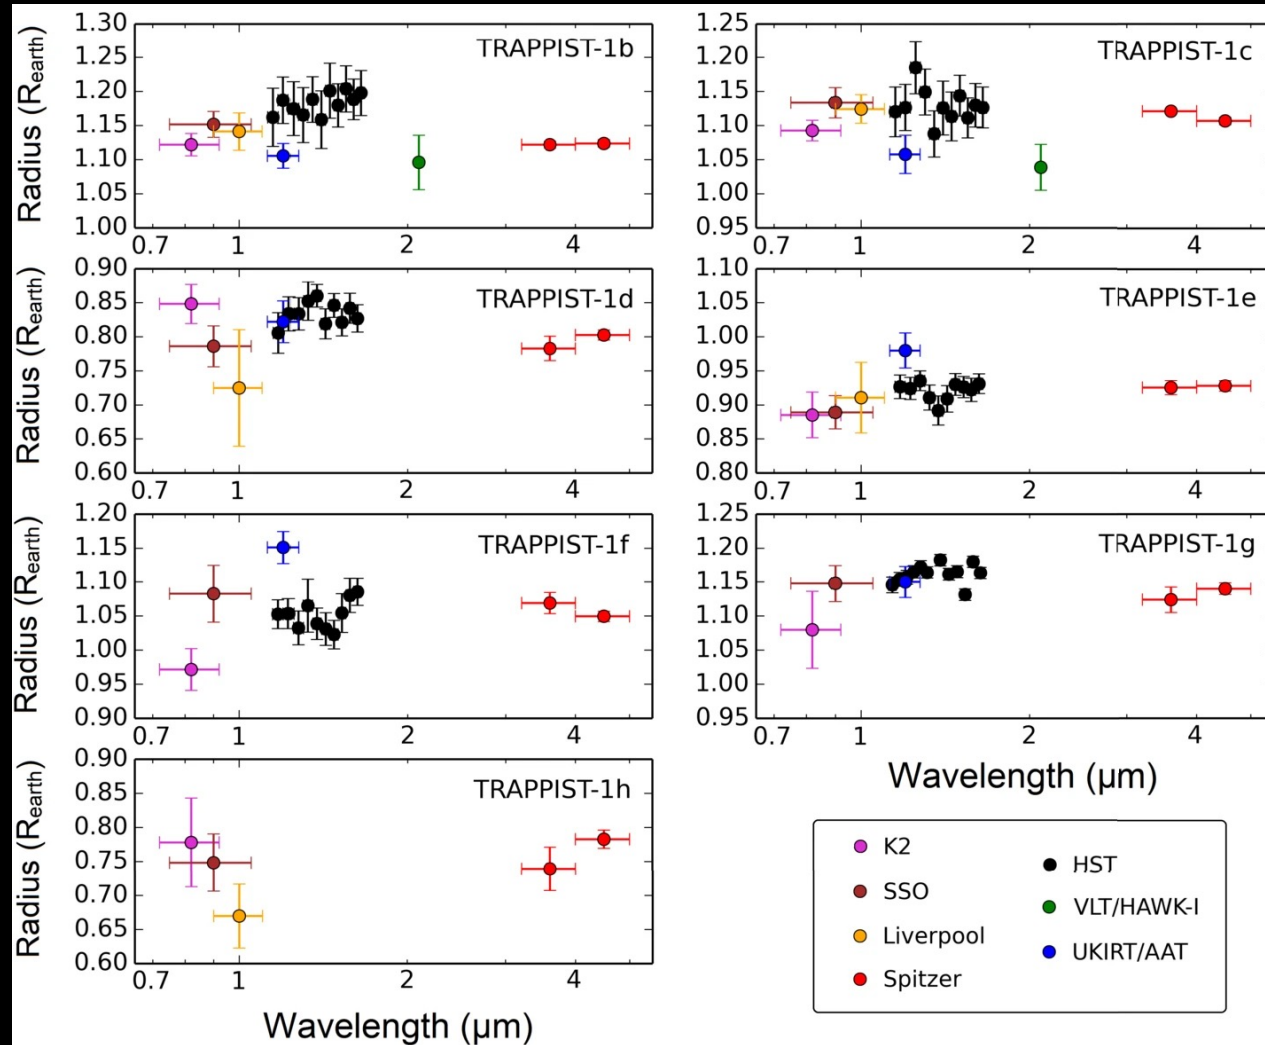 Radius (Rearth)
1.30
1.25
1.20
1.15
1.10
1.05
1.00
TRAPPIST-1b
0.7 1 2 4
1.25
1.20
1.15
1.10
1.05
1.00
0.95
TRAPPIST-1c
0.7 1 2 4
Radius (Rearth)
0.90
0.85
0.80
0.75
0.70
0.65
0.60
TRAPPIST-1d
0.7 1 2 4
1.10
1.05
1.00
0.95
0.90
0.85
0.80
TRAPPIST-1e
0.7 1 2 4
Radius (Rearth)
1.20
1.15
1.10
1.05
1.00
0.95
0.90
TRAPPIST-1f
0.7 1 2 4
1.25
1.20
1.15
1.10
1.05
1.00
0.95
TRAPPIST-1g
0.7 1 2 4
Wavelength (μm)
Radius (Rearth)
0.90
0.85
0.80
0.75
0.70
0.65
0.60
TRAPPIST-1h
0.7 1 2 4
Wavelength (μm)
K2
SSO
Liverpool
Spitzer
HST
VLT/HAWK-I
UKIRT/AAT